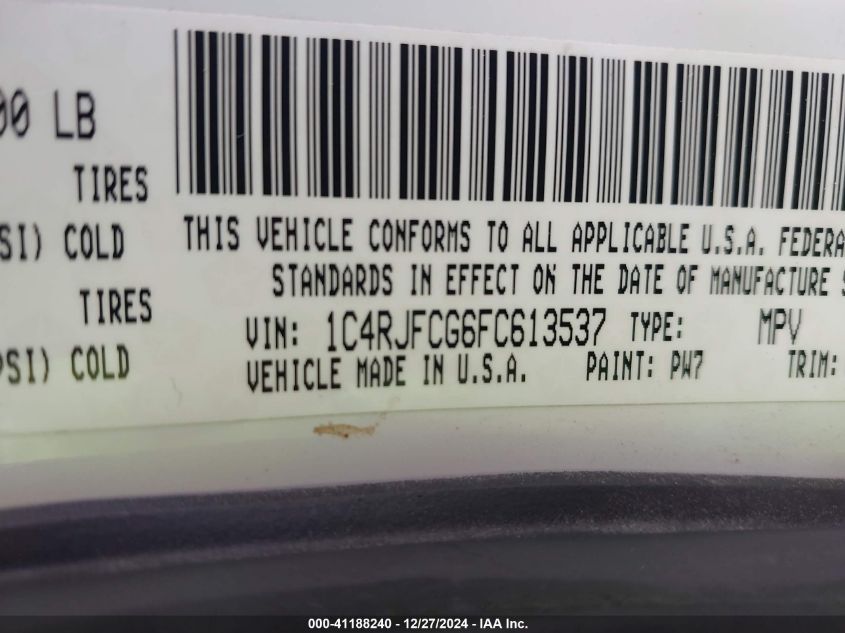 00 LB
TIRES
SI) COLD
TIRES
PSI) COLD
THIS VEHICLE CONFORMS TO ALL APPLICABLE U.S.A. FEDERA
STANDARDS IN EFFECT ON THE DATE OF MANUFACTURE S
VIN: 1C4RJFCG6FC613537 TYPE: MPV
VEHICLE MADE IN U.S.A. PAINT: PW7 TRIM:
000-41188240 - 12/27/2024 - IAA Inc.